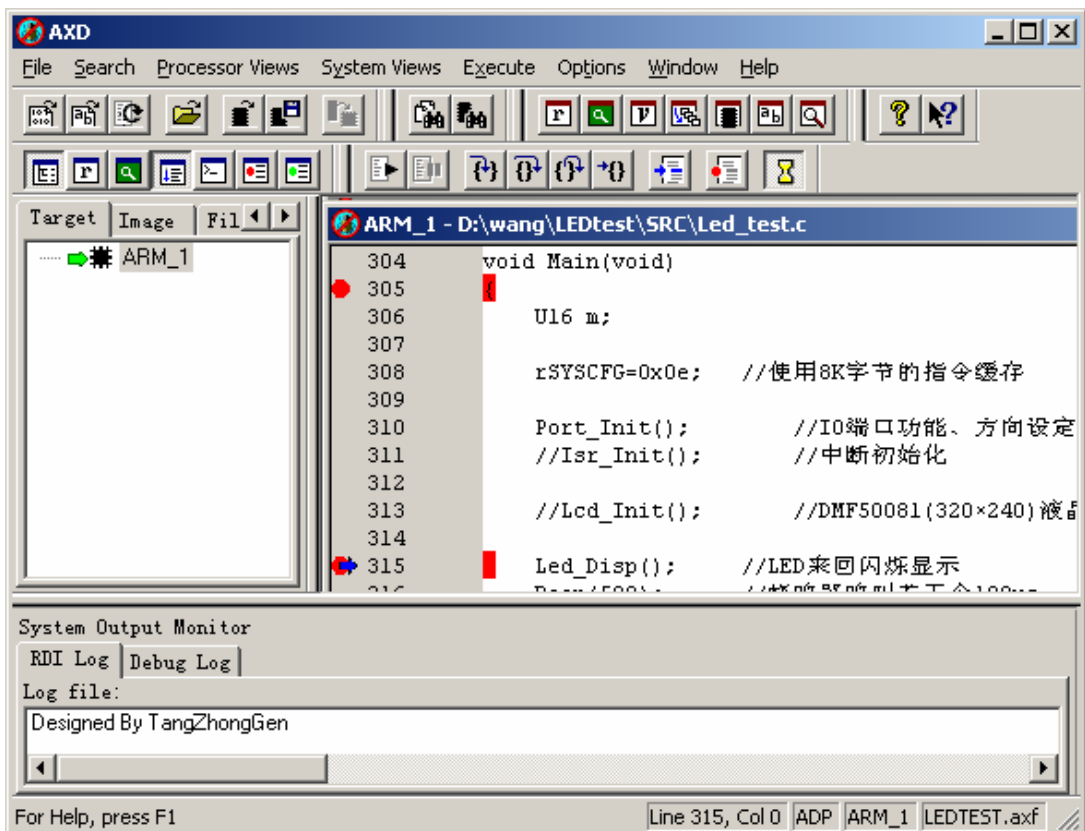 AXD
File Search Processor Views System Views Execute Options Window Help
Target Image Fil
ARM_1
ARM_1 - D:\wang\LEDtest\SRC\Led_test.c
304 void Main(void)
305 {
306 U16 m;
307
308 rSYSCFG=0x0e; //使用8K字节的指令缓存
309
310 Port_Init(); //IO端口功能、方向设定
311 //Isr_Init(); //中断初始化
312
313 //Lcd_Init(); //DMF50081(320×240)液晶
314
315 Led_Disp(); //LED来回闪烁显示
System Output Monitor
RDI Log Debug Log
Log file:
Designed By TangZhongGen
For Help, press F1 Line 315, Col 0 ADP ARM_1 LEDTEST.axf